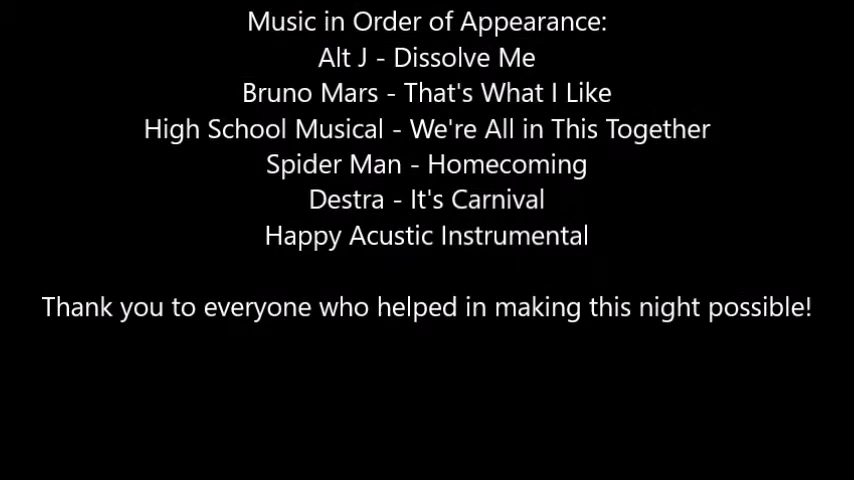 Music in Order of Appearance:
Alt J - Dissolve Me
Bruno Mars - That's What I Like
High School Musical - We're All in This Together
Spider Man - Homecoming
Destra - It's Carnival
Happy Acustic Instrumental
Thank you to everyone who helped in making this night possible!